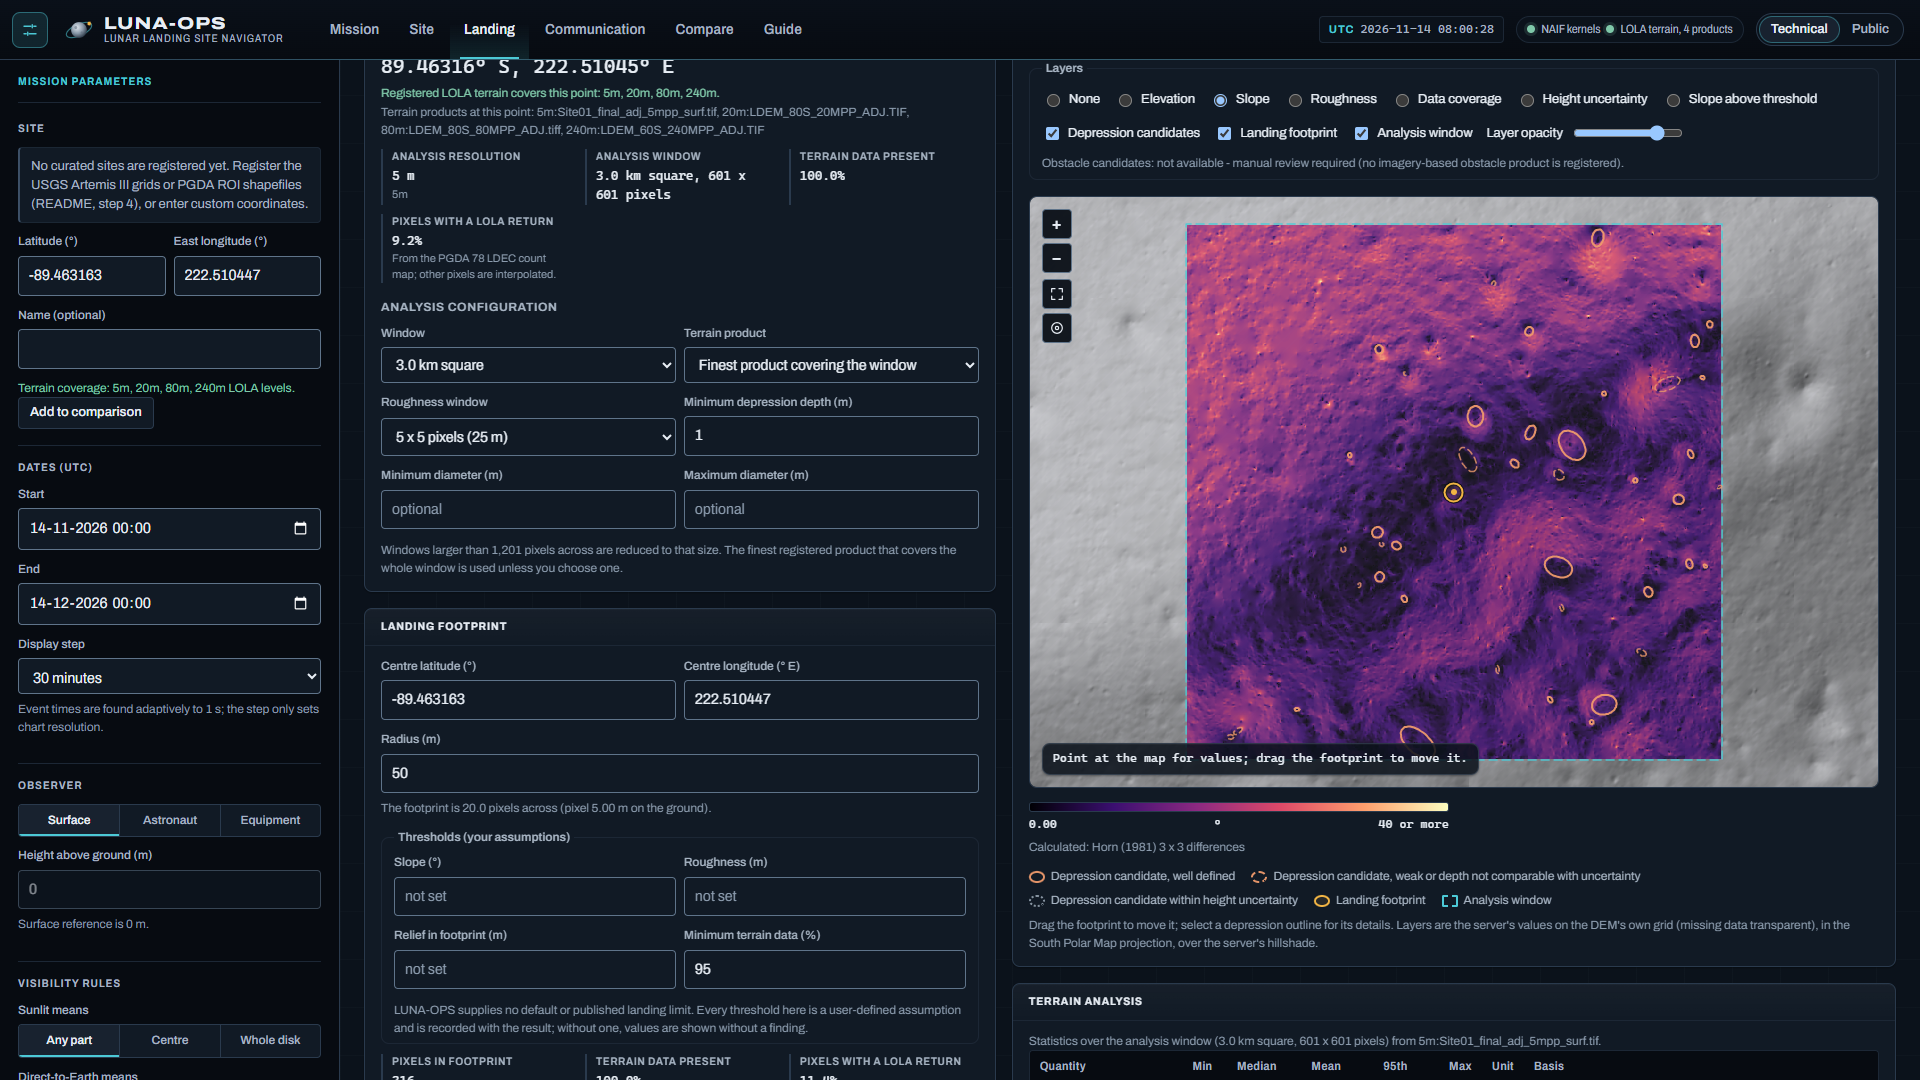 LUNA-OPS
LUNAR LANDING SITE NAVIGATOR
Mission
Site
Landing
Communication
Compare
Guide
UTC 2026-11-14 08:00:28
NAIF kernels
LOLA terrain, 4 products
Technical
Public
MISSION PARAMETERS
SITE
No curated sites are registered yet. Register the
USGS Artemis III grids or PGDA ROI shapefiles
(README, step 4), or enter custom coordinates.
Latitude (°)
East longitude (°)
-89.463163
222.510447
Name (optional)
Terrain coverage: 5m, 20m, 80m, 240m LOLA levels.
Add to comparison
DATES (UTC)
Start
14-11-2026 00:00
End
14-12-2026 00:00
Display step
30 minutes
Event times are found adaptively to 1 s; the step only sets
chart resolution.
OBSERVER
Surface
Astronaut
Equipment
Height above ground (m)
0
Surface reference is 0 m.
VISIBILITY RULES
Sunlit means
Any part
Centre
Whole disk
Direct-to-Earth means
89.46316° S, 222.51045° E
Registered LOLA terrain covers this point: 5m, 20m, 80m, 240m.
Terrain products at this point: 5m:Site01_final_adj_5mpp_surf.tif, 20m:LDEM_80S_20MPP_ADJ.TIF,
80m:LDEM_80S_80MPP_ADJ.tiff, 240m:LDEM_60S_240MPP_ADJ.TIF
ANALYSIS RESOLUTION
5 m
5m
ANALYSIS WINDOW
3.0 km square, 601 x
601 pixels
TERRAIN DATA PRESENT
100.0%
PIXELS WITH A LOLA RETURN
9.2%
From the PGDA 78 LDEC count
map; other pixels are interpolated.
ANALYSIS CONFIGURATION
Window
Terrain product
3.0 km square
Finest product covering the window
Roughness window
Minimum depression depth (m)
5 x 5 pixels (25 m)
1
Minimum diameter (m)
Maximum diameter (m)
optional
optional
Windows larger than 1,201 pixels across are reduced to that size. The finest registered product that covers the
whole window is used unless you choose one.
LANDING FOOTPRINT
Centre latitude (°)
Centre longitude (° E)
-89.463163
222.510447
Radius (m)
50
The footprint is 20.0 pixels across (pixel 5.00 m on the ground).
Thresholds (your assumptions)
Slope (°)
Roughness (m)
not set
not set
Relief in footprint (m)
Minimum terrain data (%)
not set
95
LUNA-OPS supplies no default or published landing limit. Every threshold here is a user-defined assumption
and is recorded with the result; without one, values are shown without a finding.
PIXELS IN FOOTPRINT
TERRAIN DATA PRESENT
PIXELS WITH A LOLA RETURN
316
100.0%
11.4%
Layers
None
Elevation
Slope
Roughness
Data coverage
Height uncertainty
Slope above threshold
Depression candidates
Landing footprint
Analysis window
Layer opacity
Obstacle candidates: not available - manual review required (no imagery-based obstacle product is registered).
+
−
Point at the map for values; drag the footprint to move it.
0.00
°
40 or more
Calculated: Horn (1981) 3 x 3 differences
Depression candidate, well defined
Depression candidate, weak or depth not comparable with uncertainty
Depression candidate within height uncertainty
Landing footprint
Analysis window
Drag the footprint to move it; select a depression outline for its details. Layers are the server's values on the DEM's own grid (missing data transparent), in the
South Polar Map projection, over the server's hillshade.
TERRAIN ANALYSIS
Statistics over the analysis window (3.0 km square, 601 x 601 pixels) from 5m:Site01_final_adj_5mpp_surf.tif.
Quantity
Min
Median
Mean
95th
Max
Unit
Basis